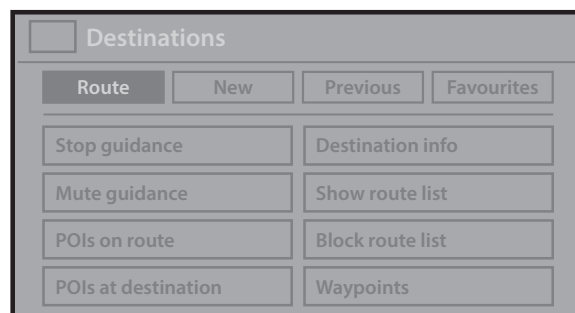 Destinations
Route New Previous Favourites
Stop guidance Destination info
Mute guidance Show route list
POIs on route Block route list
POIs at destination Waypoints